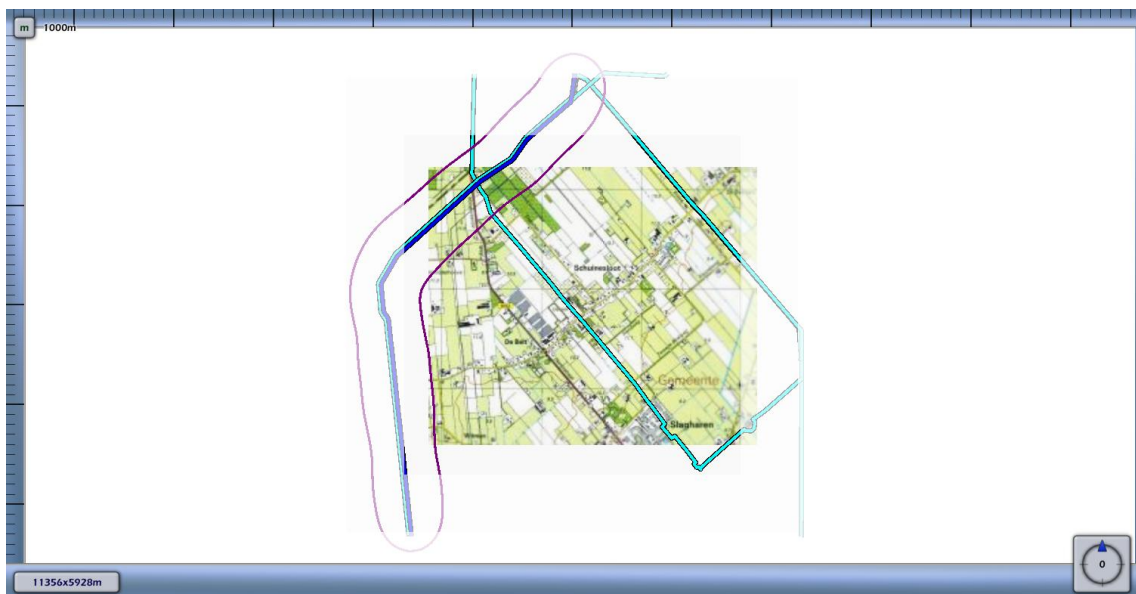 m
1000m
Schuinesloot
De Belt
Gemeente
Slagharen
11356x5928m
0